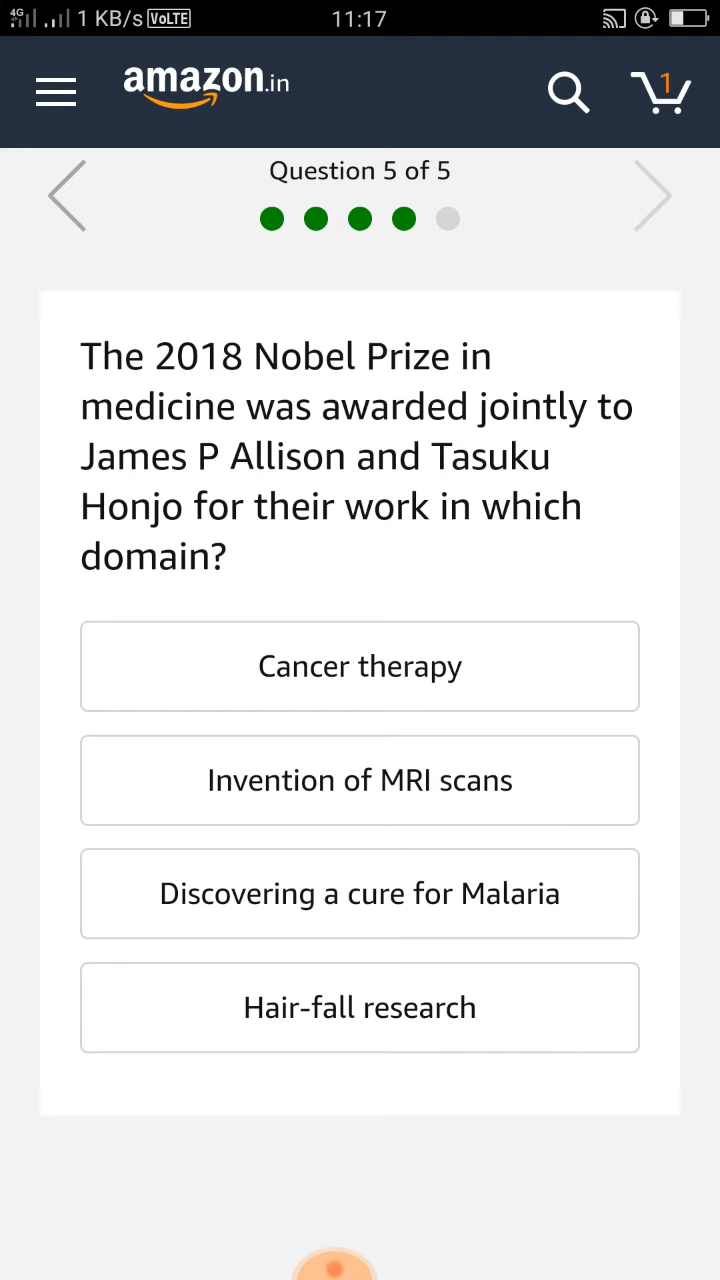 4G 1 KB/s VoLTE 11:17
amazon.in 1
Question 5 of 5
The 2018 Nobel Prize in
medicine was awarded jointly to
James P Allison and Tasuku
Honjo for their work in which
domain?
Cancer therapy
Invention of MRI scans
Discovering a cure for Malaria
Hair-fall research